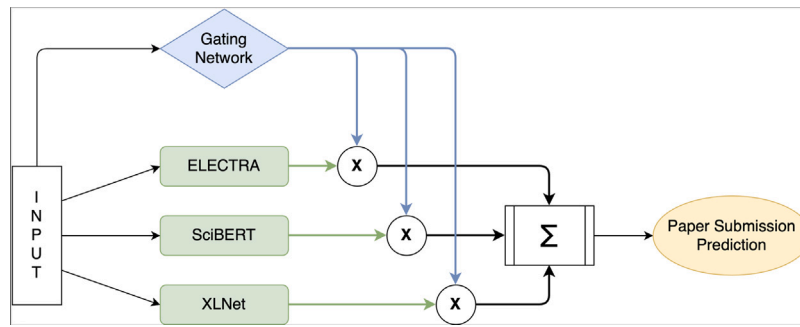 Gating
Network
I
N
P
U
T
ELECTRA
X
SciBERT
X
XLNet
X
Σ
Paper Submission
Prediction